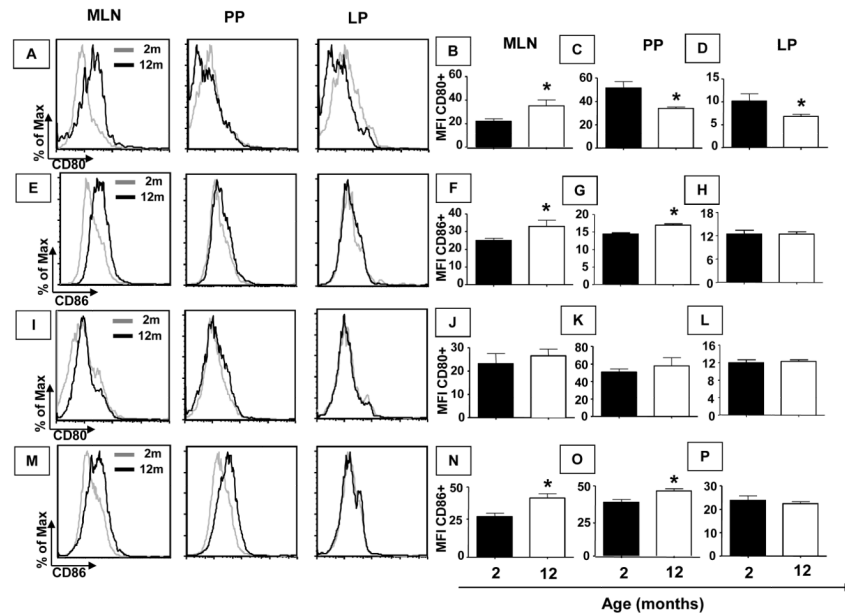 MLN PP LP
A 2m 12m B MLN C PP D LP
MFI CD80+ 60 40 20 0 * 60 40 20 0 * 15 10 5 0 *
% of Max
CD80
E 2m 12m F G H
MFI CD86+ 40 30 20 10 0 * 20 15 10 5 0 * 18 12 6 0
% of Max
CD86
I 2m 12m J K L
MFI CD80+ 30 20 10 0 80 60 40 20 0 16 12 8 4 0
% of Max
CD80
M 2m 12m N O P
MFI CD86+ 50 25 0 * 50 25 0 * 30 20 10 0
% of Max
CD86
2 12 2 12 2 12
Age (months)